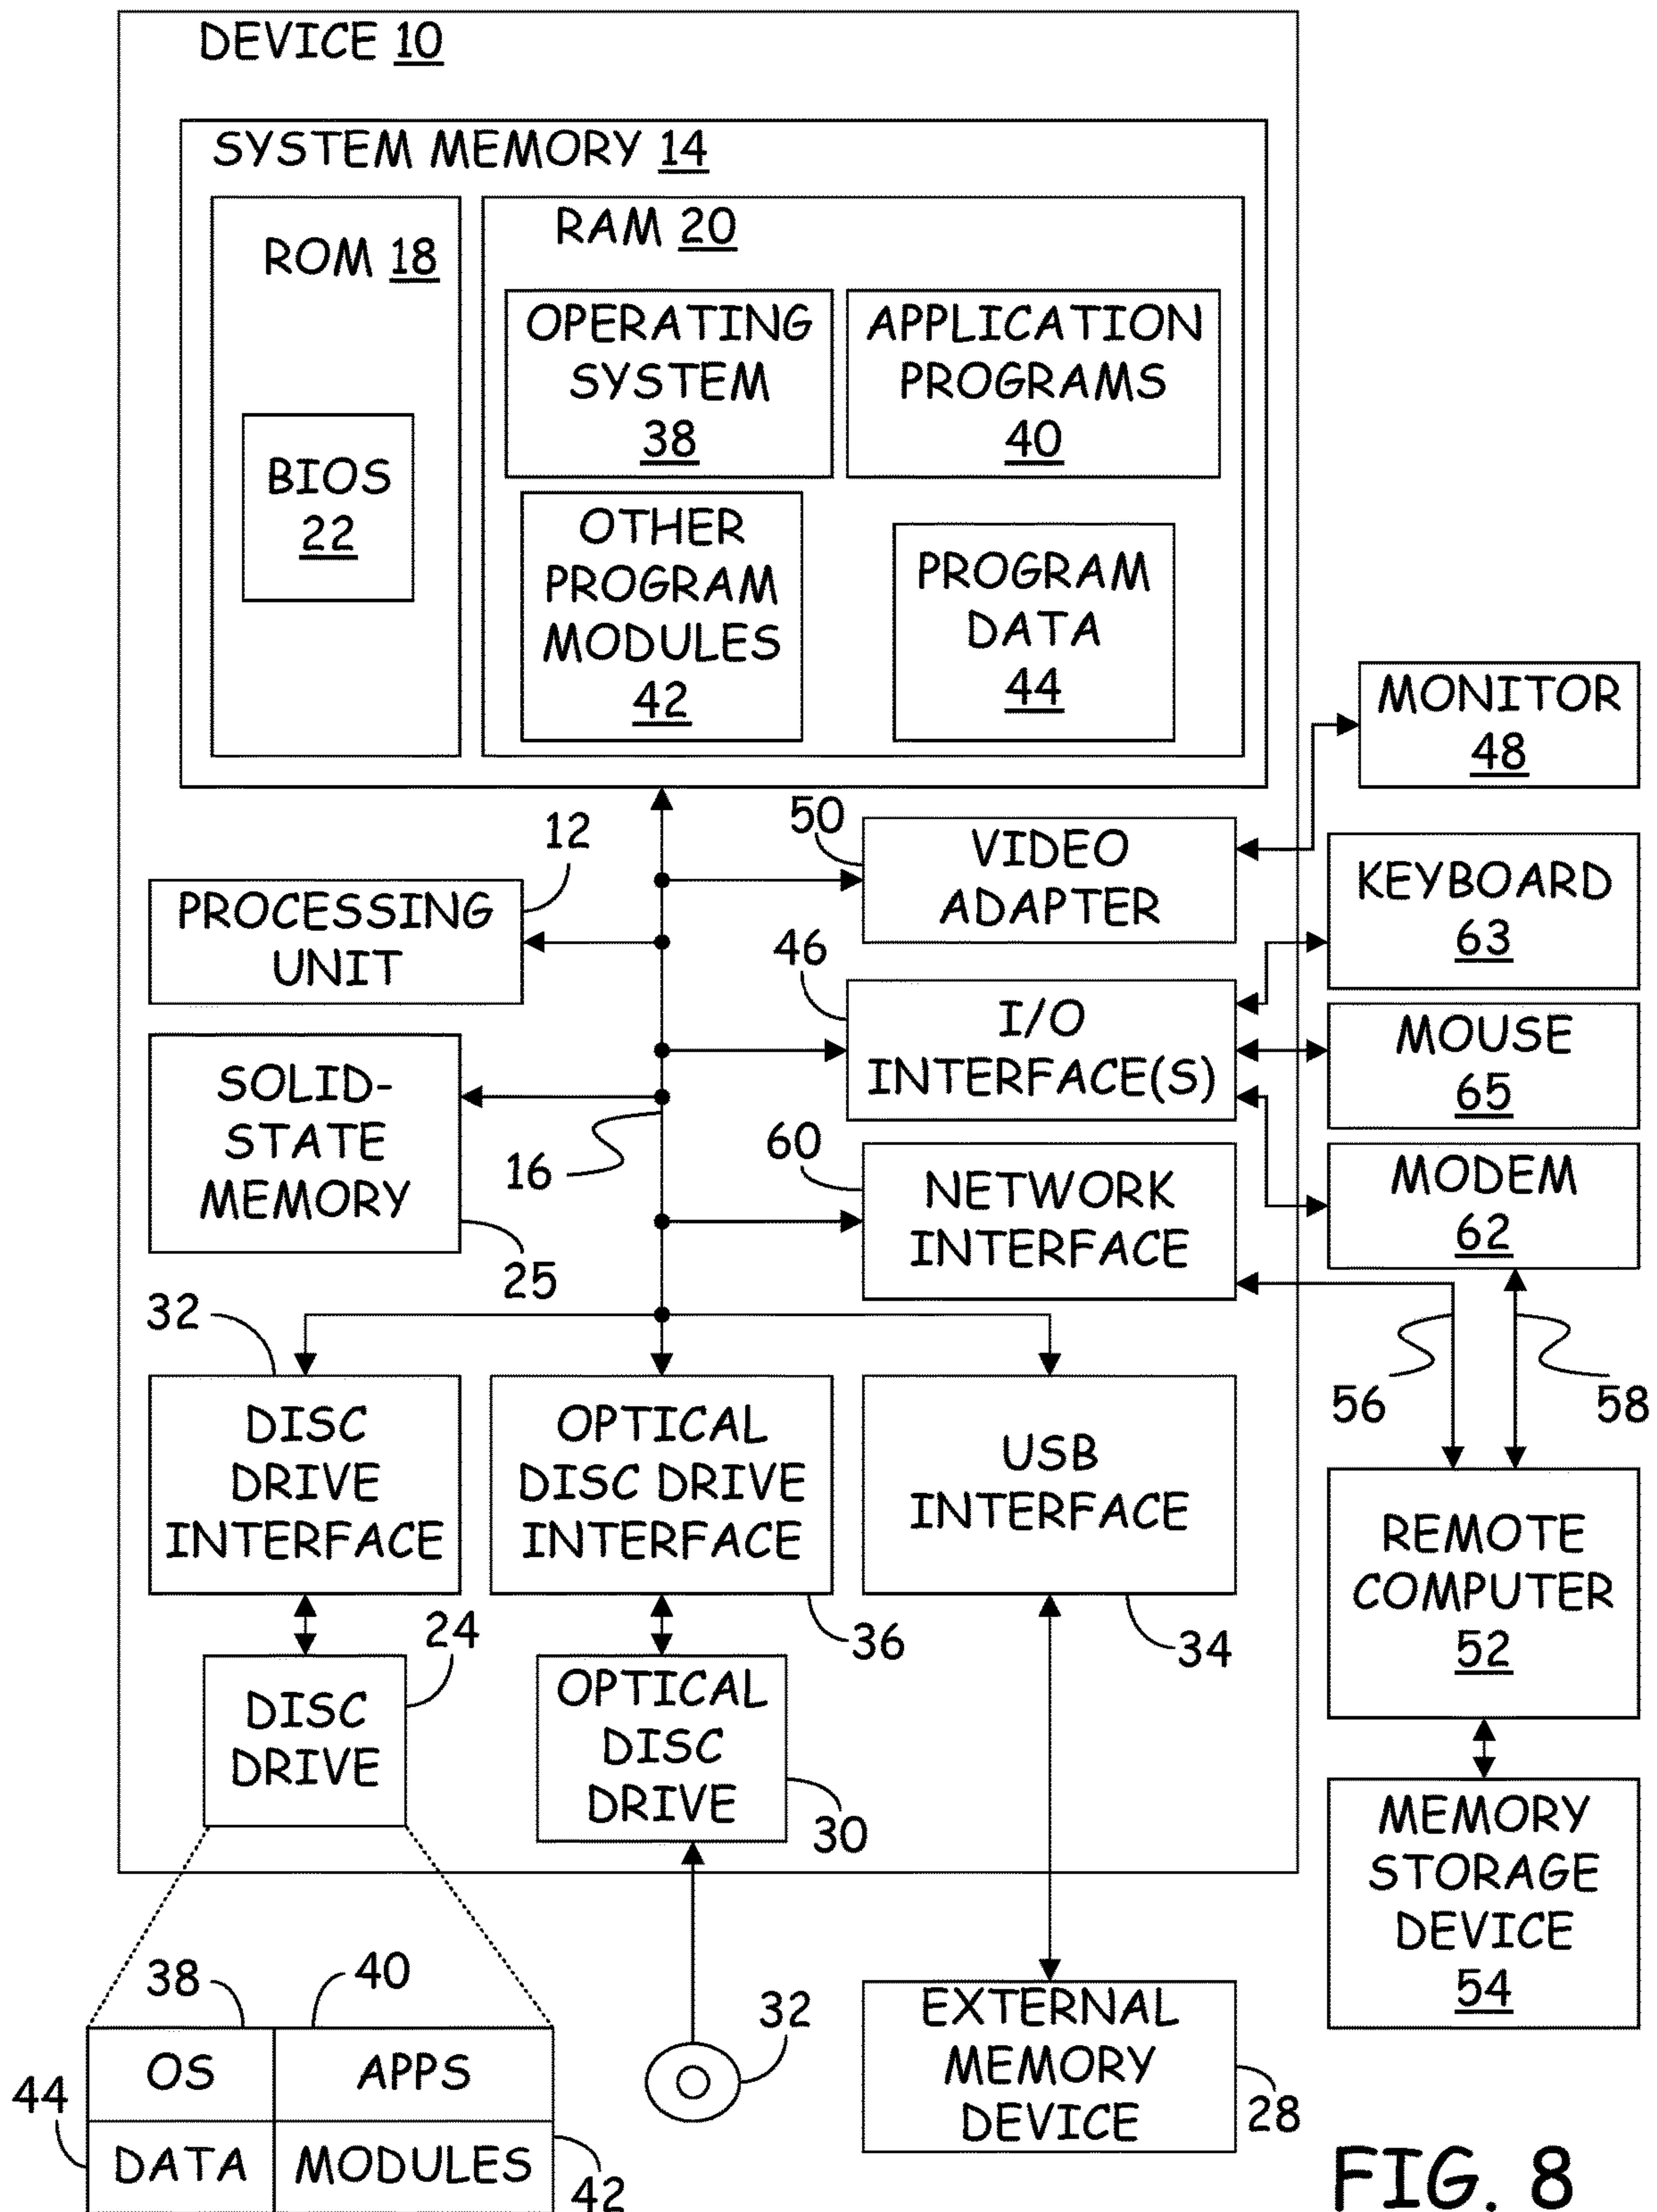 DEVICE 10
SYSTEM MEMORY 14
ROM 18
BIOS
22
RAM 20
OPERATING
SYSTEM
38
APPLICATION
PROGRAMS
40
OTHER
PROGRAM
MODULES
42
PROGRAM
DATA
44
MONITOR
48
50
VIDEO
ADAPTER
12
PROCESSING
UNIT
KEYBOARD
63
46
I/O
INTERFACE(S)
MOUSE
65
SOLID-
STATE
MEMORY
25
16
60
NETWORK
INTERFACE
MODEM
62
56
58
32
DISC
DRIVE
INTERFACE
OPTICAL
DISC DRIVE
INTERFACE
36
USB
INTERFACE
34
REMOTE
COMPUTER
52
24
DISC
DRIVE
OPTICAL
DISC
DRIVE
30
MEMORY
STORAGE
DEVICE
54
38
40
OS
APPS
44
DATA
MODULES
42
32
EXTERNAL
MEMORY
DEVICE
28
FIG. 8